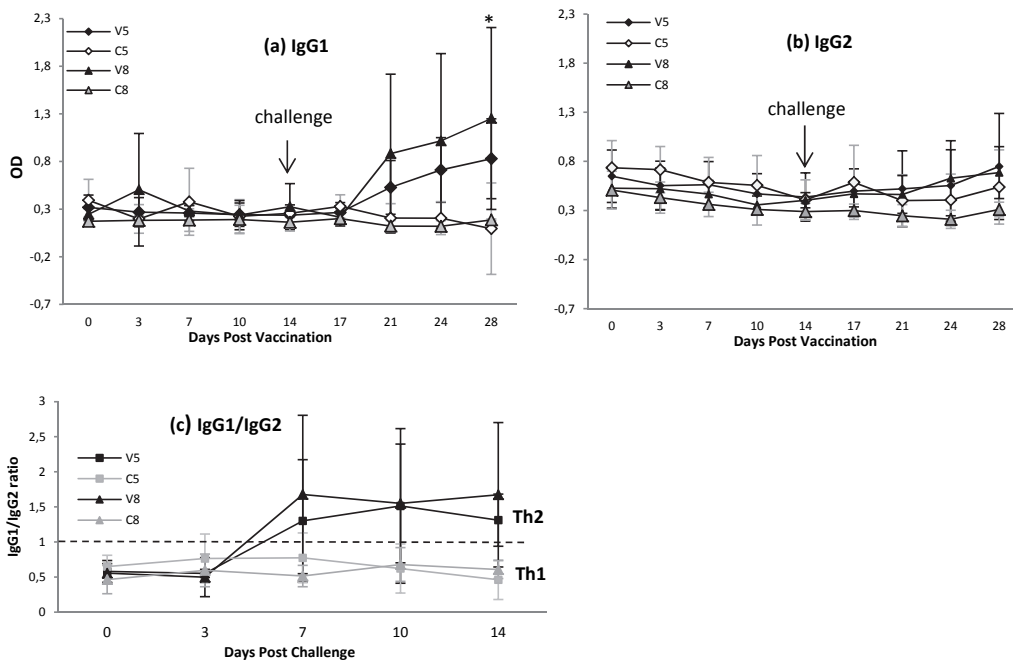 (a) IgG1
V5
C5
V8
C8
*
challenge
OD
2,3
1,8
1,3
0,8
0,3
-0,2
-0,7
0 3 7 10 14 17 21 24 28
Days Post Vaccination
(b) IgG2
V5
C5
V8
C8
challenge
2,3
1,8
1,3
0,8
0,3
-0,2
-0,7
0 3 7 10 14 17 21 24 28
Days Post Vaccination
(c) IgG1/IgG2
V5
C5
V8
C8
IgG1/IgG2 ratio
3
2,5
2
1,5
1
0,5
0
Th2
Th1
0 3 7 10 14
Days Post Challenge